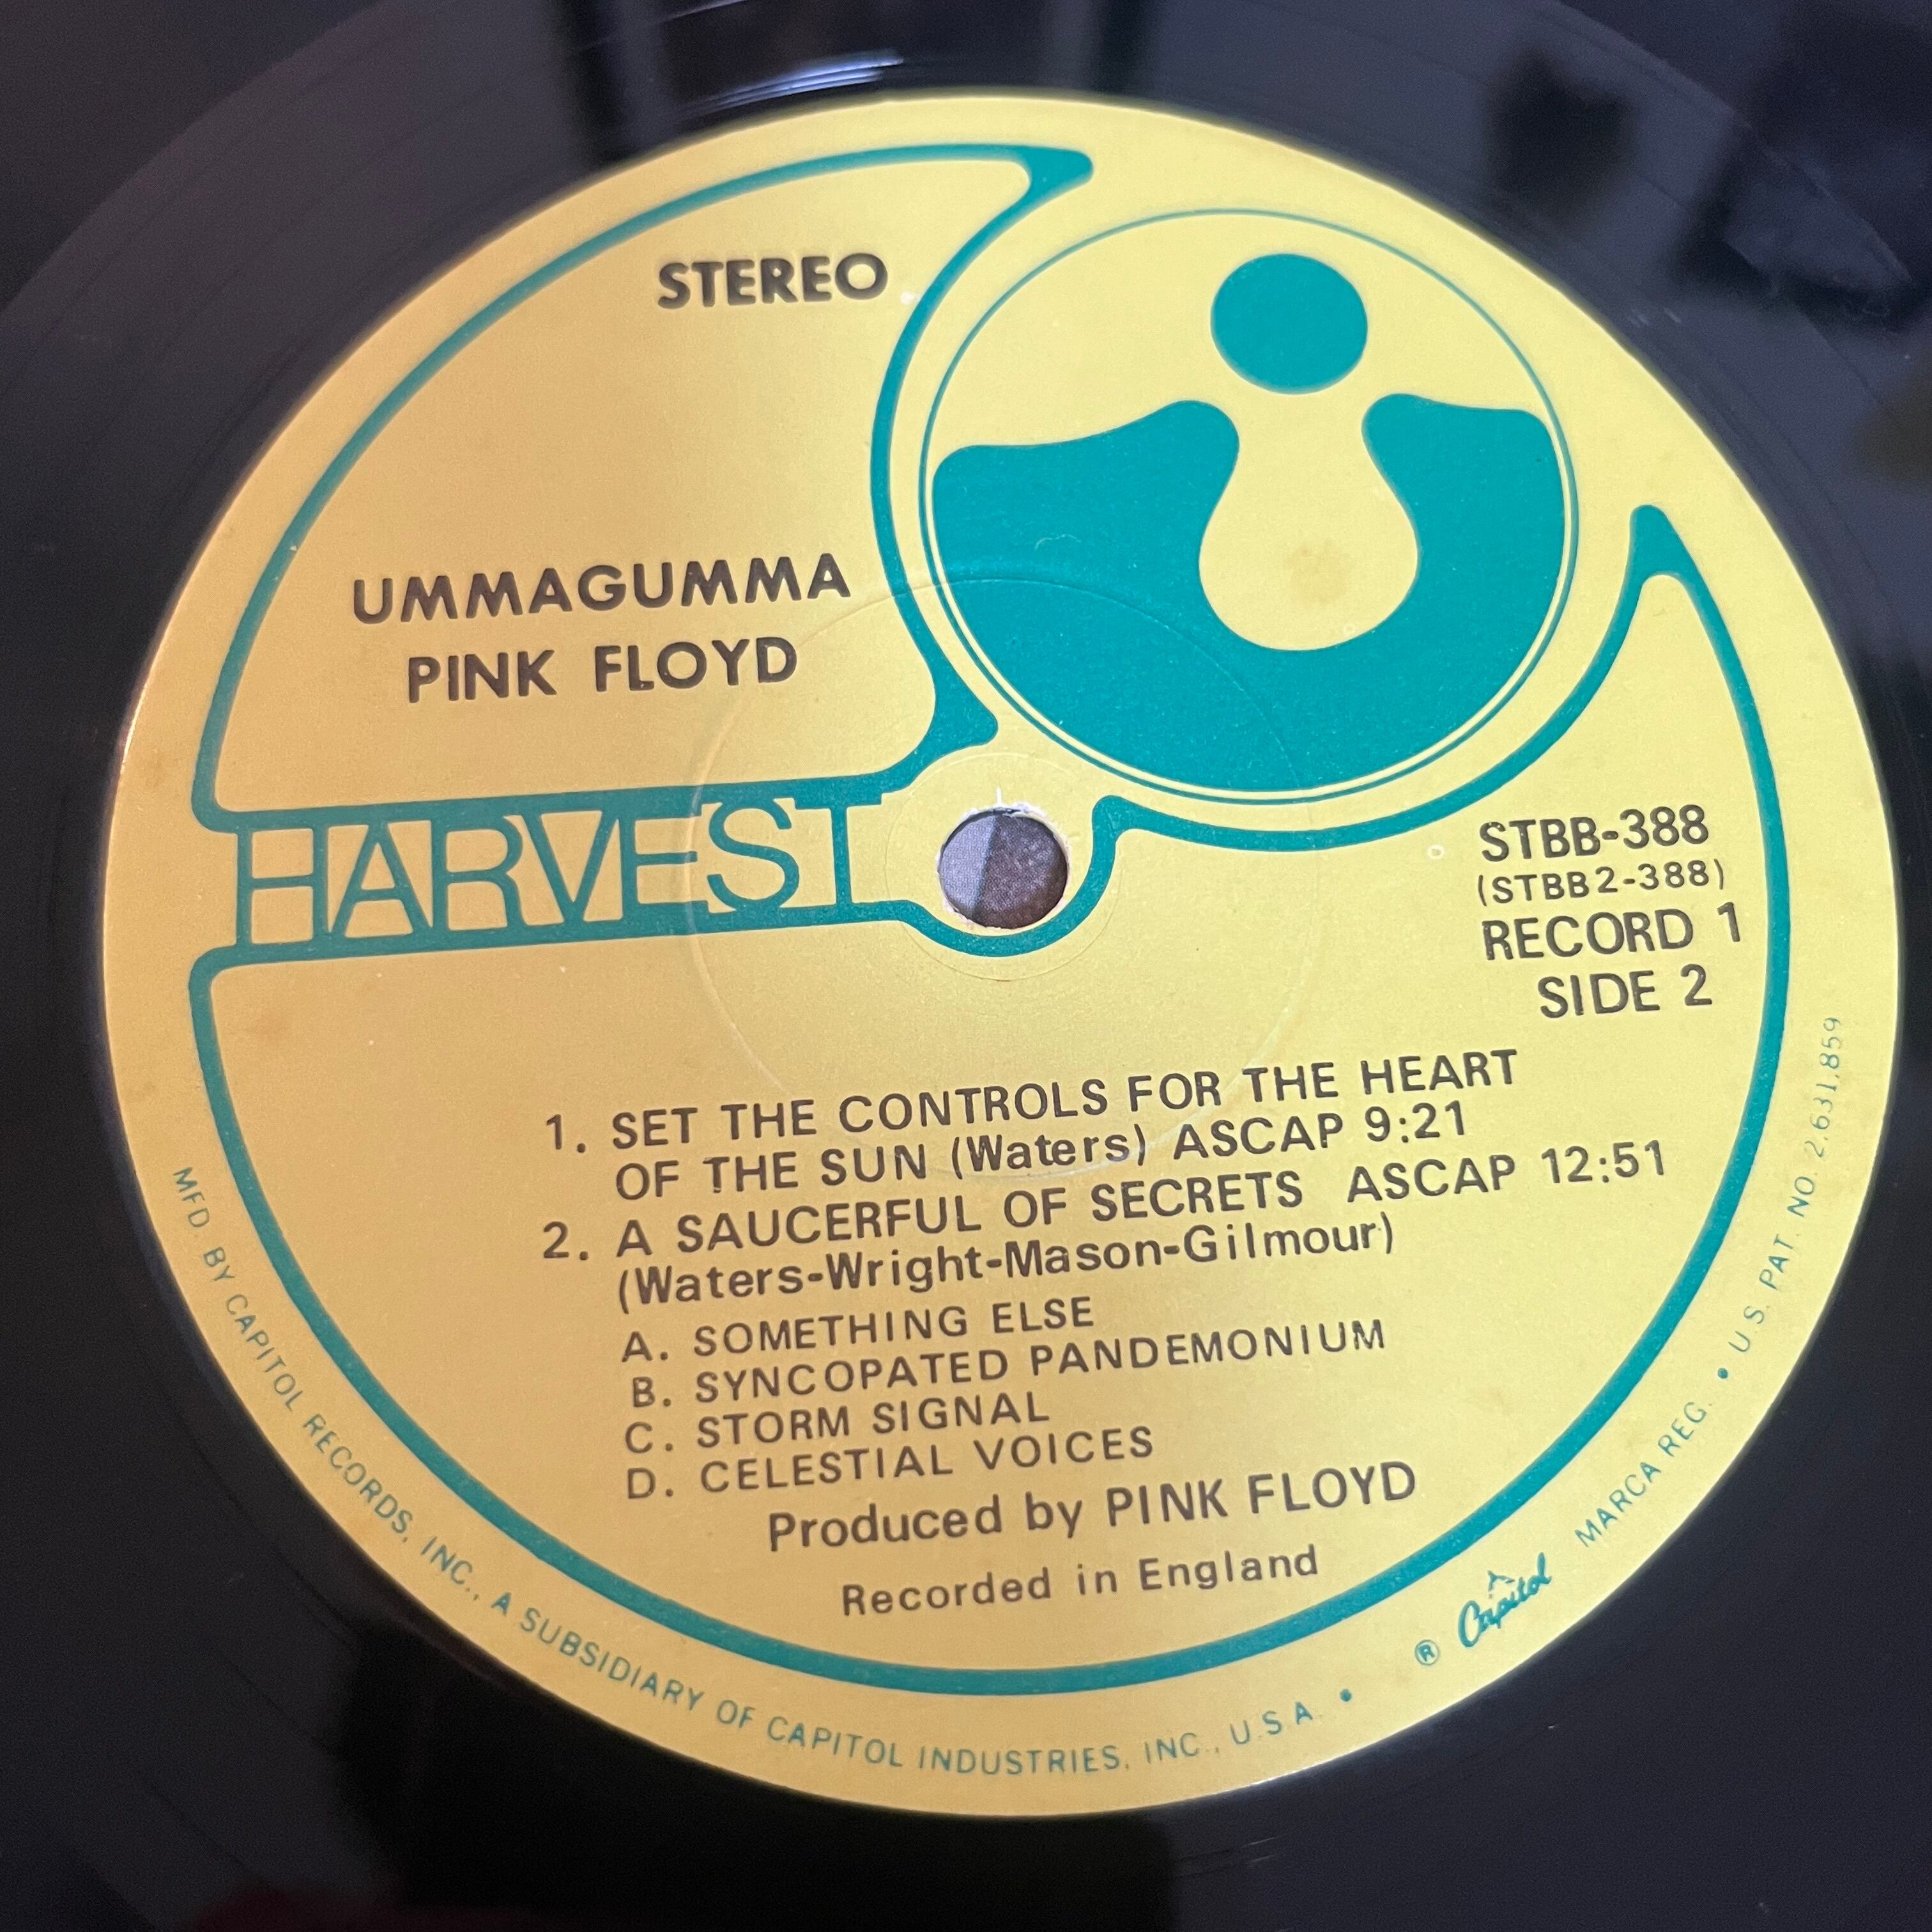 STEREO
UMMAGUMMA
PINK FLOYD
HARVEST
STBB-388
(STBB2-388)
RECORD 1
SIDE 2
1. SET THE CONTROLS FOR THE HEART
OF THE SUN (Waters) ASCAP 9:21
2. A SAUCERFUL OF SECRETS ASCAP 12:51
(Waters-Wright-Mason-Gilmour)
A. SOMETHING ELSE
B. SYNCOPATED PANDEMONIUM
C. STORM SIGNAL
D. CELESTIAL VOICES
Produced by PINK FLOYD
Recorded in England
MFD. BY CAPITOL RECORDS, INC., A SUBSIDIARY OF CAPITOL INDUSTRIES, INC., U.S.A. • ® Capitol MARCA REG. • U.S. PAT. NO. 2,631,859